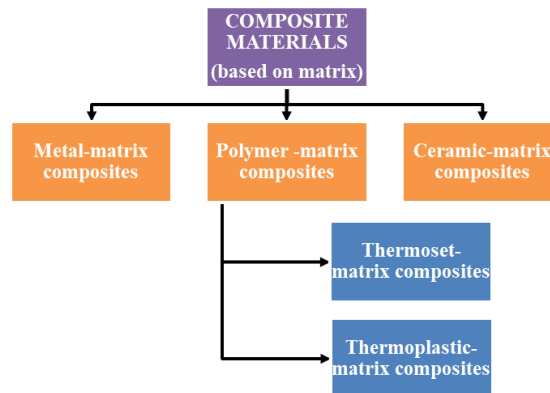 COMPOSITE
MATERIALS
(based on matrix)
Metal-matrix
composites
Polymer -matrix
composites
Ceramic-matrix
composites
Thermoset-
matrix composites
Thermoplastic-
matrix composites